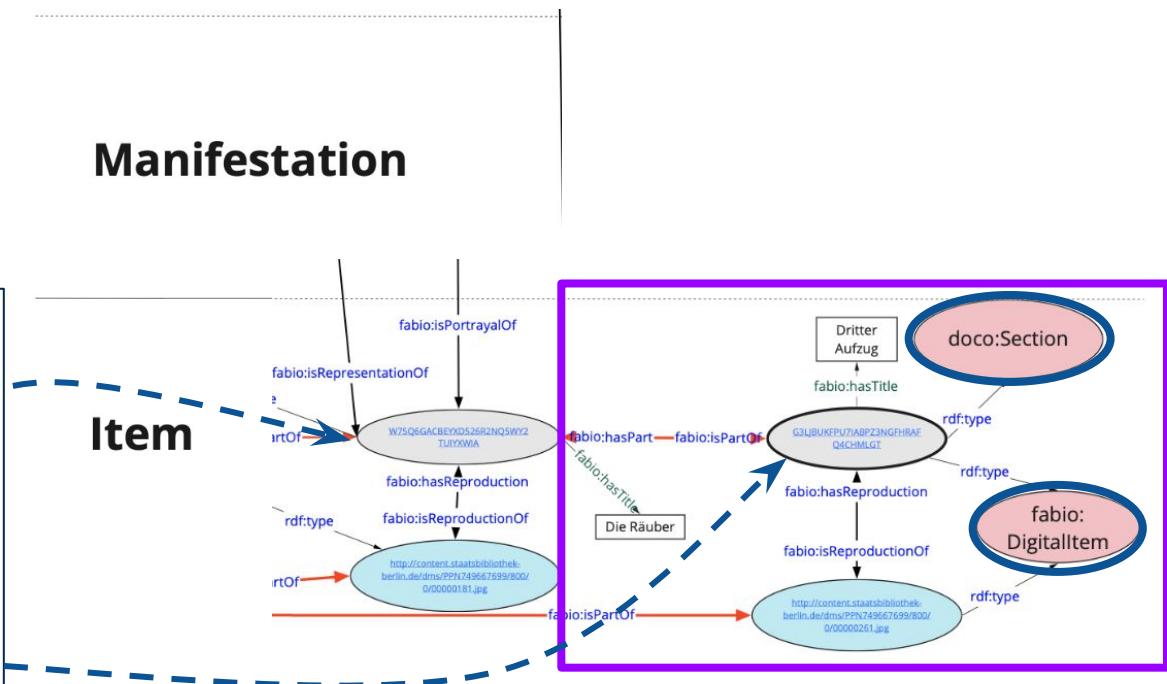 Manifestation
fabio:isPortrayalOf
fabio:isRepresentationOf
e
artOf
Item
W75Q6GACBEYXD526R2NQ5WY2
TUIYXWIA
fabio:hasReproduction
fabio:isReproductionOf
rdf:type
http://content.staatsbibliothek-
berlin.de/dms/PPN749667699/800/
0/00000181.jpg
artOf
fabio:hasPart
fabio:isPartOf
fabio:hasTitle
Die Räuber
fabio:isPartOf
Dritter
Aufzug
fabio:hasTitle
doco:Section
rdf:type
G3LJBUKFPU7IABPZ3NGFHRAF
Q4CHMLGT
rdf:type
fabio:hasReproduction
fabio:
DigitalItem
fabio:isReproductionOf
rdf:type
http://content.staatsbibliothek-
berlin.de/dms/PPN749667699/800/
0/00000261.jpg